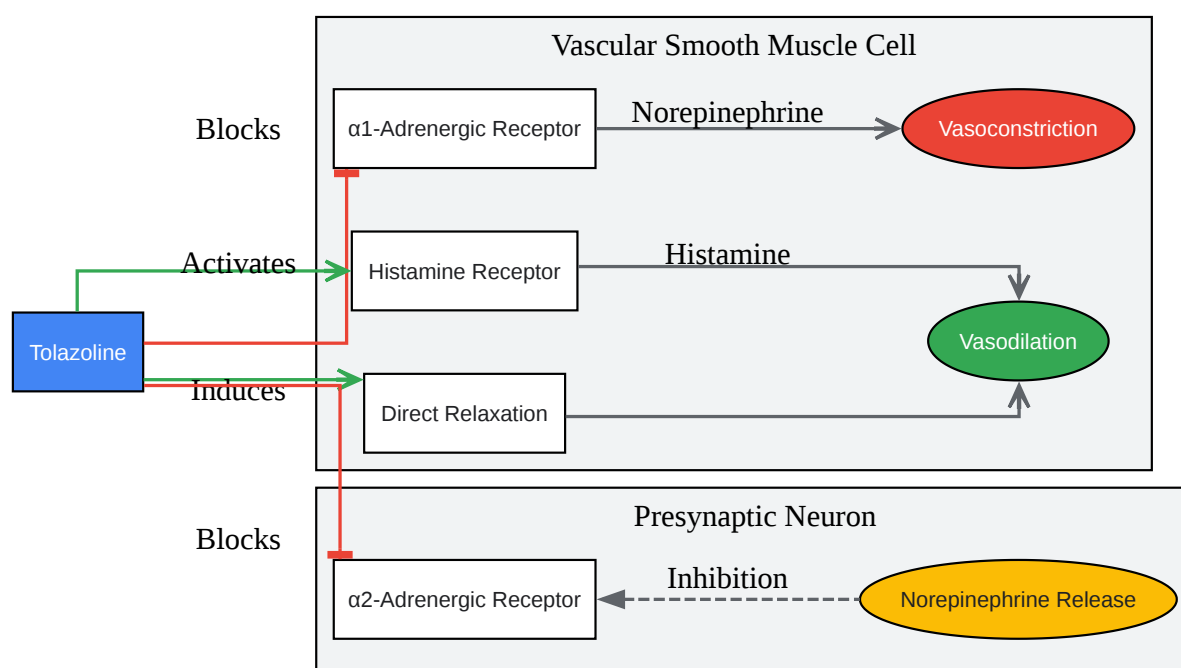 Vascular Smooth Muscle Cell
Blocks
α1-Adrenergic Receptor
Norepinephrine
Vasoconstriction
Activates
Histamine Receptor
Histamine
Tolazoline
Vasodilation
Induces
Direct Relaxation
Presynaptic Neuron
Blocks
α2-Adrenergic Receptor
Inhibition
Norepinephrine Release